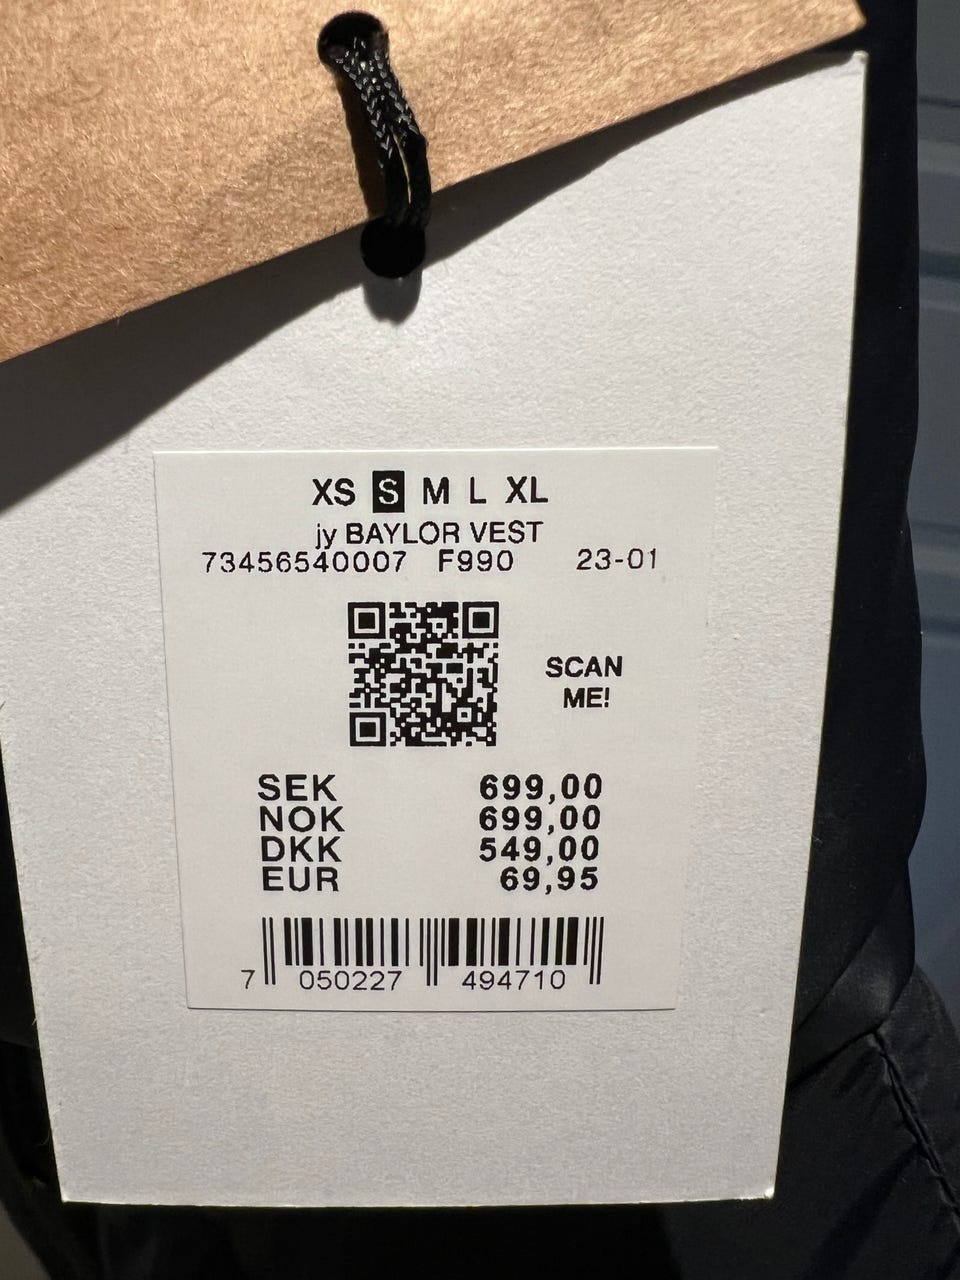 XS S M L XL
jy BAYLOR VEST
73456540007 F990 23-01
SCAN
ME!
SEK 699,00
NOK 699,00
DKK 549,00
EUR 69,95
7 050227 494710